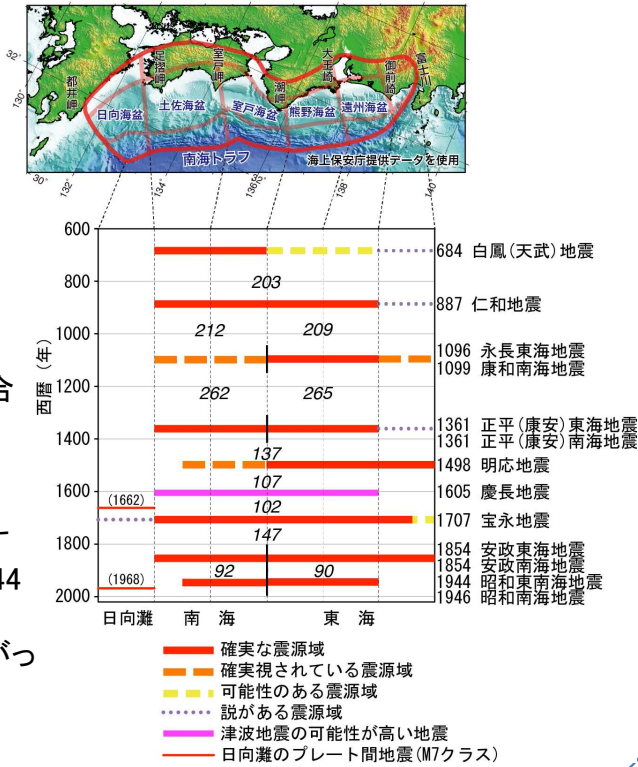 32°
足摺岬
室戸岬
大王崎
富士川
都井岬
潮岬
御前崎
130°
日向海盆
土佐海盆
室戸海盆
熊野海盆
遠州海盆
南海トラフ
海上保安庁提供データを使用
30°
132
134
136
138
140
600
684 白鳳(天武)地震
800
203
887 仁和地震
1000
212
209
1096 永長東海地震
1099 康和南海地震
西暦(年)
1200
262
265
合
1361 正平(康安)東海地震
1361 正平(康安)南海地震
1400
137
1498 明応地震
107
1600
1605 慶長地震
(1662)
102
1707 宝永地震
147
1800
1854 安政東海地震
1854 安政南海地震
(1968)
92
90
1944 昭和東南海地震
44
2000
1946 昭和南海地震
日向灘 南 海 東 海
がっ
確実な震源域
確実視されている震源域
可能性のある震源域
説がある震源域
津波地震の可能性が高い地震
日向灘のプレート間地震(M7クラス)